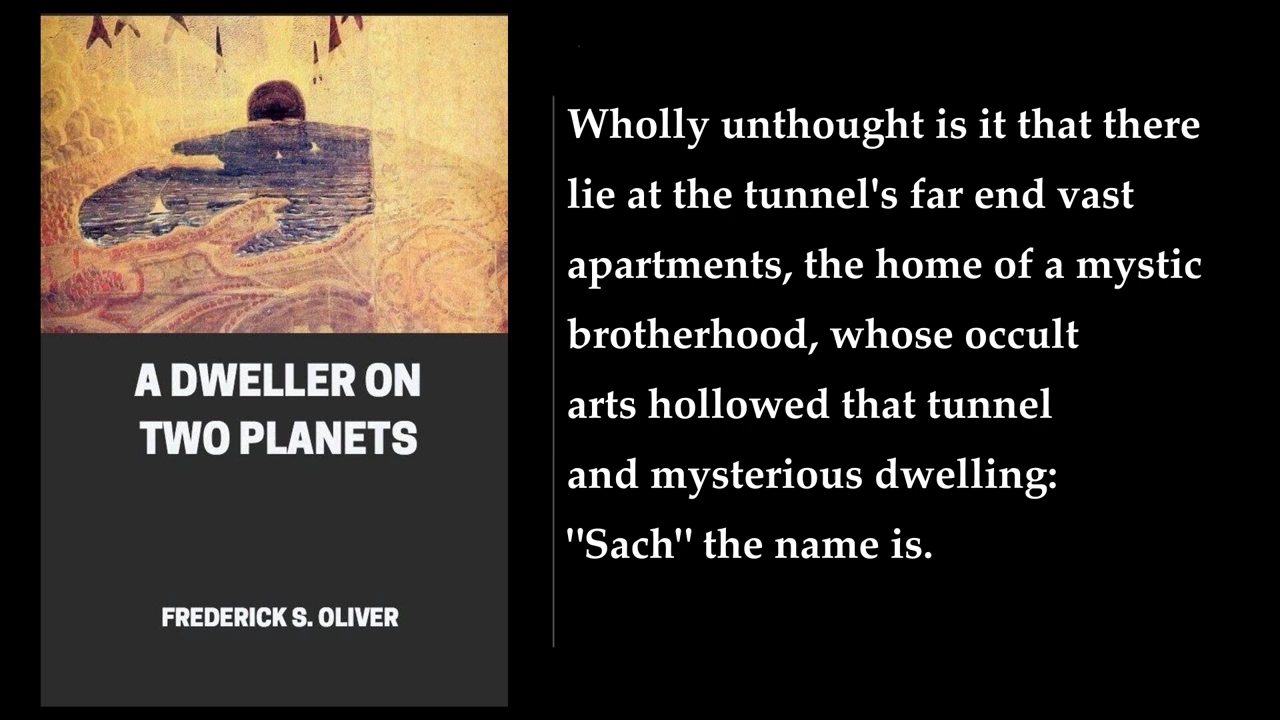 A DWELLER ON
TWO PLANETS
FREDERICK S. OLIVER
Wholly unthought is it that there
lie at the tunnel's far end vast
apartments, the home of a mystic
brotherhood, whose occult
arts hollowed that tunnel
and mysterious dwelling:
"Sach" the name is.